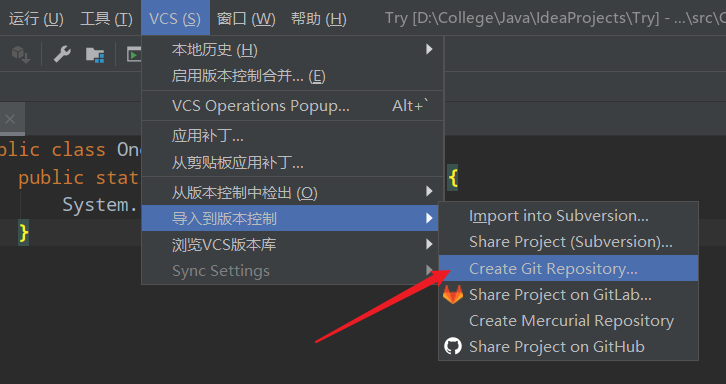 运行 (U) 工具 (T) VCS (S) 窗口 (W) 帮助 (H) Try [D:\College\Java\IdeaProjects\Try] - ...\src\
本地历史 (H)
启用版本控制合并... (E)
VCS Operations Popup... Alt+`
应用补丁...
从剪贴板应用补丁...
从版本控制中检出 (O)
导入到版本控制
浏览VCS版本库
Sync Settings
Import into Subversion...
Share Project (Subversion)...
Create Git Repository...
Share Project on GitLab...
Create Mercurial Repository
Share Project on GitHub
blic class On
public stat {
System.
}